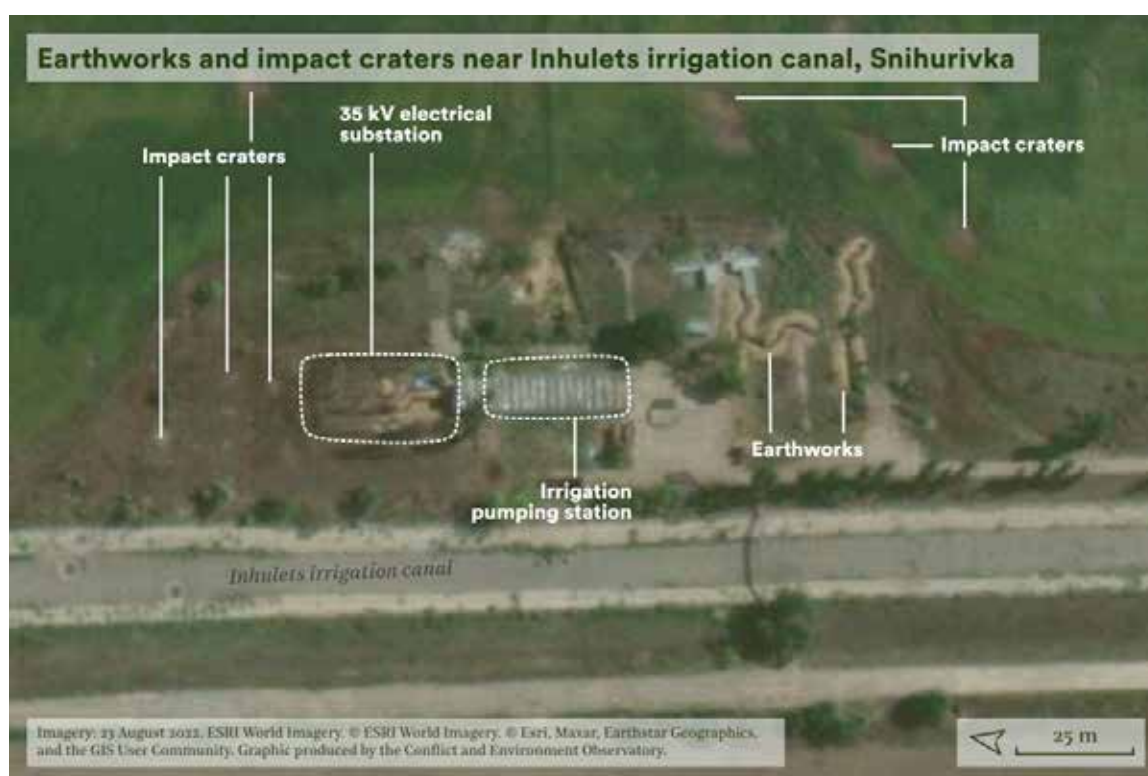 Earthworks and impact craters near Inhulets irrigation canal, Snihurivka
35 kV electrical
substation
Impact craters
Impact craters
Earthworks
Irrigation
pumping station
Inhulets irrigation canal
Imagery: 23 August 2022, ESRI World Imagery. © ESRI World Imagery. © Esri, Maxar, Earthstar Geographics,
and the GIS User Community. Graphic produced by the Conflict and Environment Observatory.
25 m